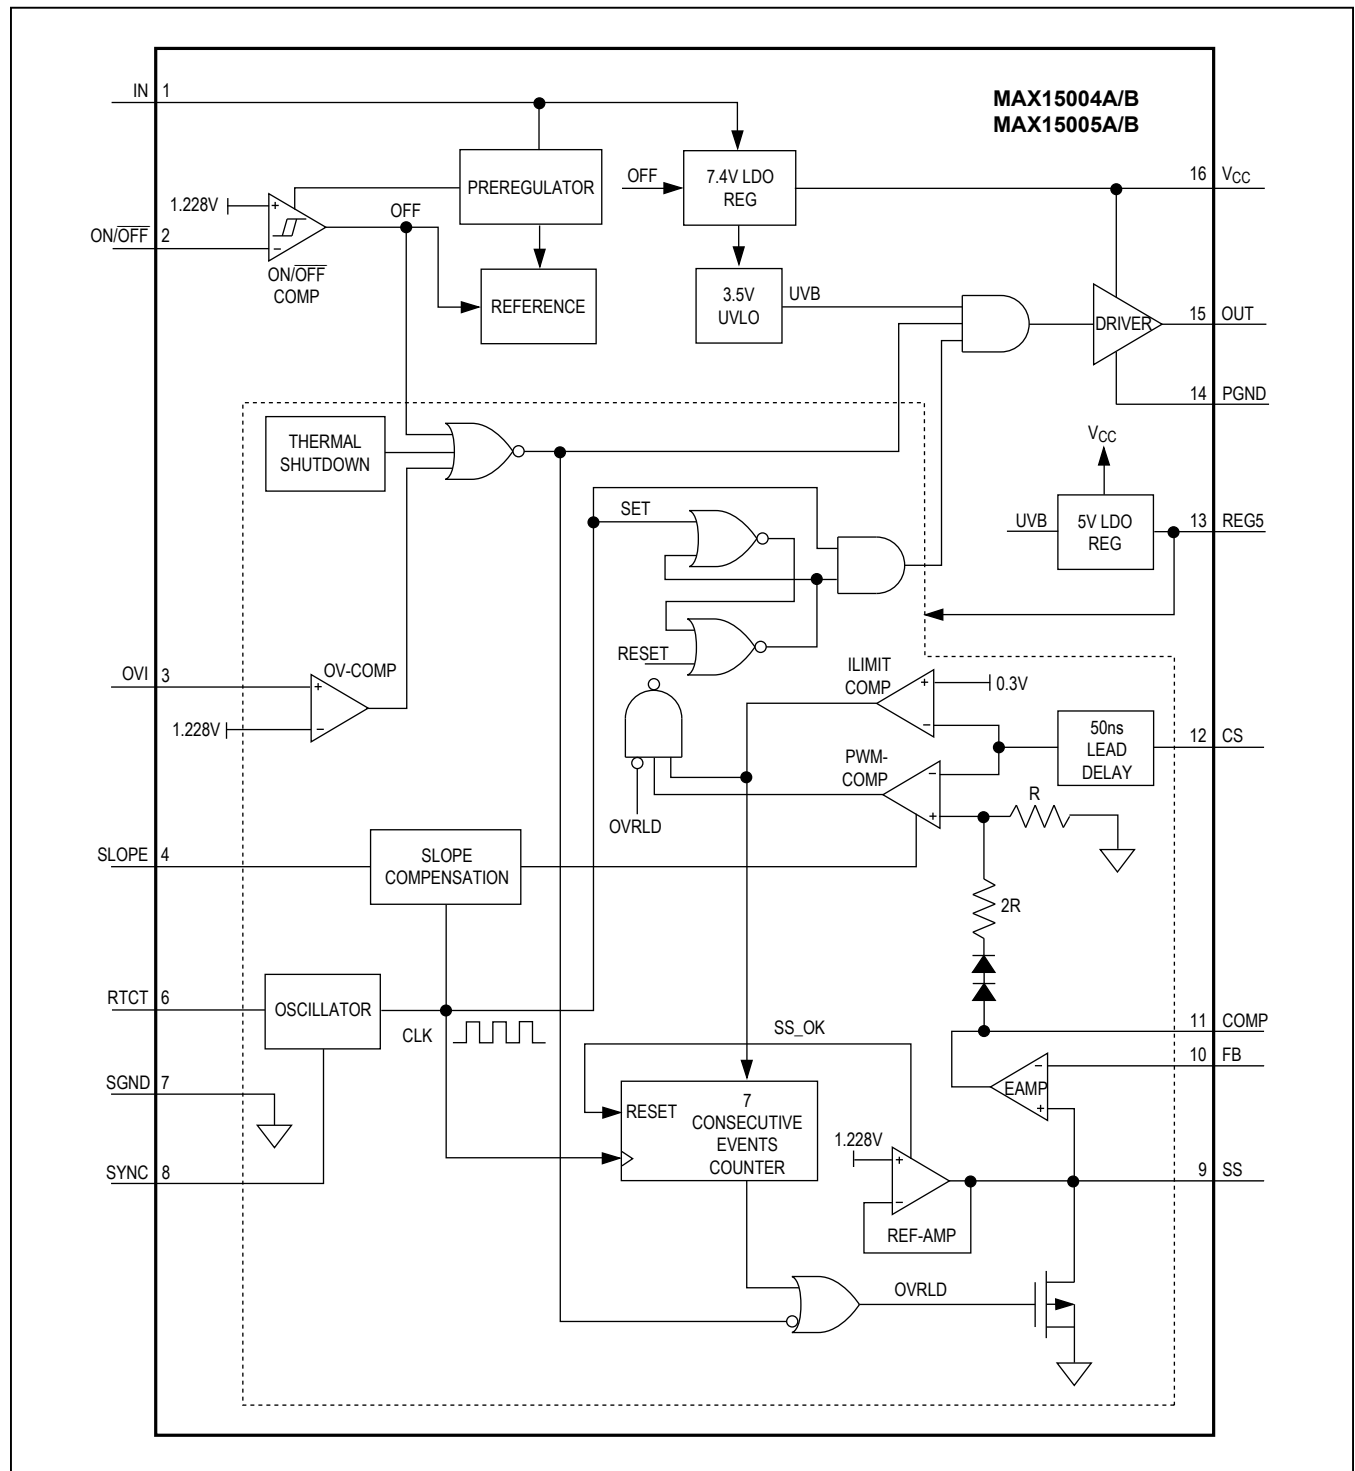 MAX15004A/B
MAX15005A/B
IN 1
PREREGULATOR
OFF
7.4V LDO
REG
16 VCC
1.228V
+
−
ON/OFF 2
ON/OFF
COMP
OFF
REFERENCE
3.5V
UVLO
UVB
DRIVER
15 OUT
14 PGND
THERMAL
SHUTDOWN
VCC
SET
UVB
5V LDO
REG
13 REG5
RESET
OVI 3
OV-COMP
+
−
1.228V
ILIMIT
COMP
+
−
0.3V
50ns
LEAD
DELAY
12 CS
PWM-
COMP
−
+
R
OVRLD
SLOPE 4
SLOPE
COMPENSATION
2R
RTCT 6
OSCILLATOR
CLK
SS_OK
11 COMP
10 FB
EAMP
−
+
SGND 7
RESET
7
CONSECUTIVE
EVENTS
COUNTER
1.228V
+
−
REF-AMP
SYNC 8
9 SS
OVRLD